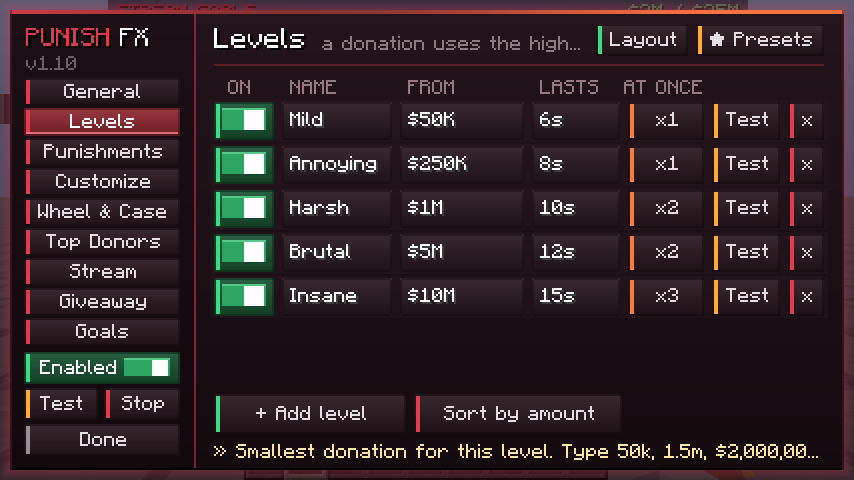 PUNISH FX
v1.10
General
Levels
Punishments
Customize
Wheel & Case
Top Donors
Stream
Giveaway
Goals
Enabled
Test Stop
Done
Levels a donation uses the high... Layout Presets
ON NAME FROM LASTS AT ONCE
Mild $50K 6s x1 Test x
Annoying $250K 8s x1 Test x
Harsh $1M 10s x2 Test x
Brutal $5M 12s x2 Test x
Insane $10M 15s x3 Test x
+ Add level Sort by amount
» Smallest donation for this level. Type 50k, 1.5m, $2,000,00...